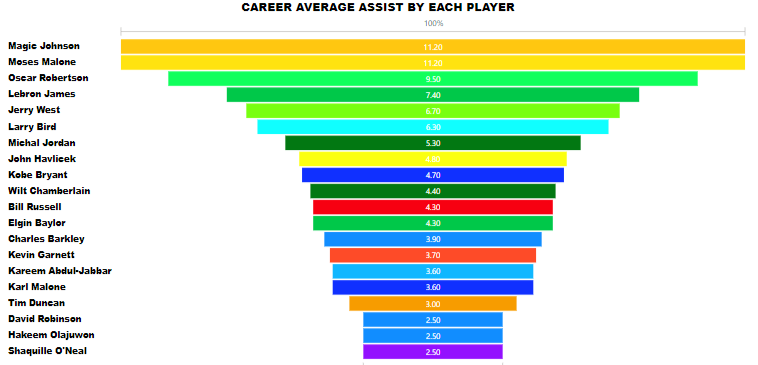 CAREER AVERAGE ASSIST BY EACH PLAYER
100%
Magic Johnson 11.20
Moses Malone 11.20
Oscar Robertson 9.50
Lebron James 7.40
Jerry West 6.70
Larry Bird 6.30
Michal Jordan 5.30
John Havlicek 4.80
Kobe Bryant 4.70
Wilt Chamberlain 4.40
Bill Russell 4.30
Elgin Baylor 4.30
Charles Barkley 3.90
Kevin Garnett 3.70
Kareem Abdul-Jabbar 3.60
Karl Malone 3.60
Tim Duncan 3.00
David Robinson 2.50
Hakeem Olajuwon 2.50
Shaquille O'Neal 2.50